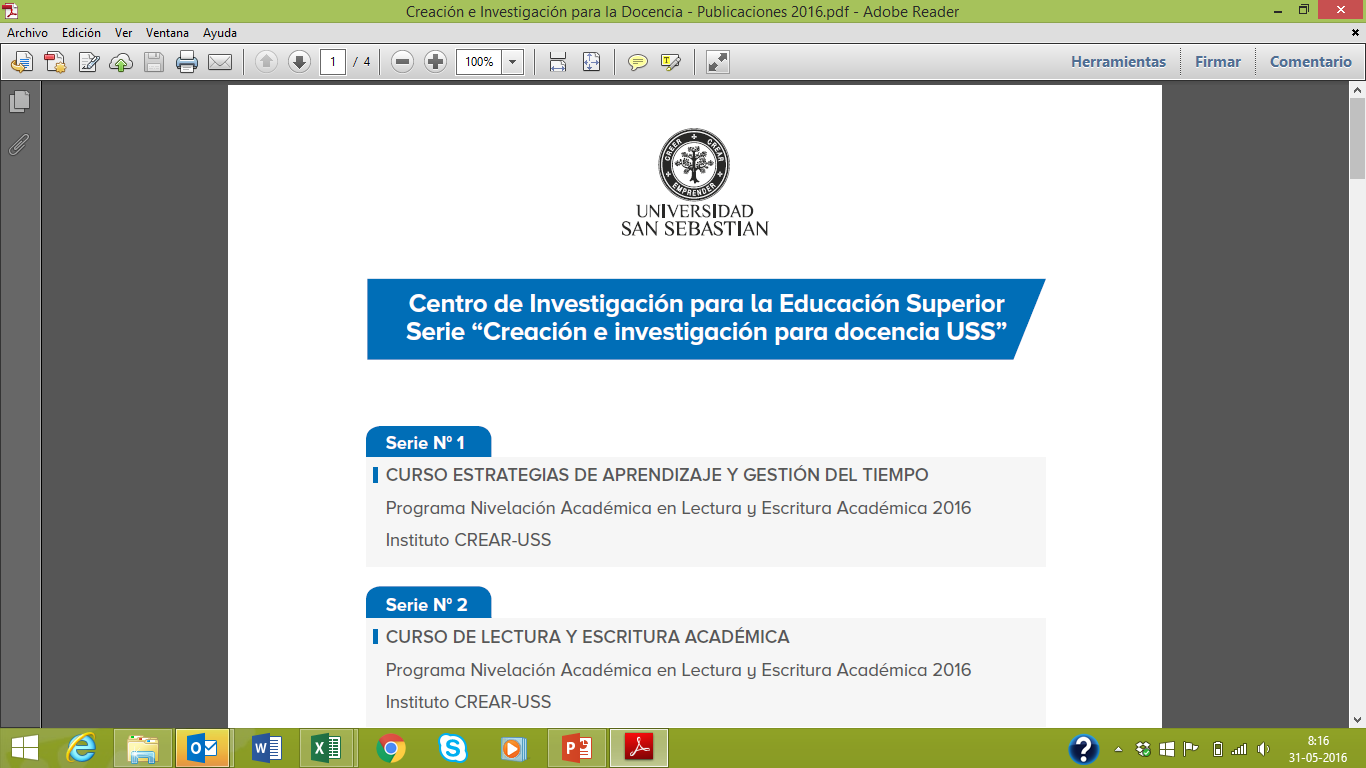 Creación e Investigación para la Docencia - Publicaciones 2016.pdf - Adobe Reader
Archivo Edición Ver Ventana Ayuda
1 / 4 100% Herramientas Firmar Comentario
CREER + CREAR + EMPRENDER +
UNIVERSIDAD
SAN SEBASTIAN
Centro de Investigación para la Educación Superior
Serie “Creación e investigación para docencia USS”
Serie Nº 1
CURSO ESTRATEGIAS DE APRENDIZAJE Y GESTIÓN DEL TIEMPO
Programa Nivelación Académica en Lectura y Escritura Académica 2016
Instituto CREAR-USS
Serie Nº 2
CURSO DE LECTURA Y ESCRITURA ACADÉMICA
Programa Nivelación Académica en Lectura y Escritura Académica 2016
Instituto CREAR-USS
8:16
31-05-2016